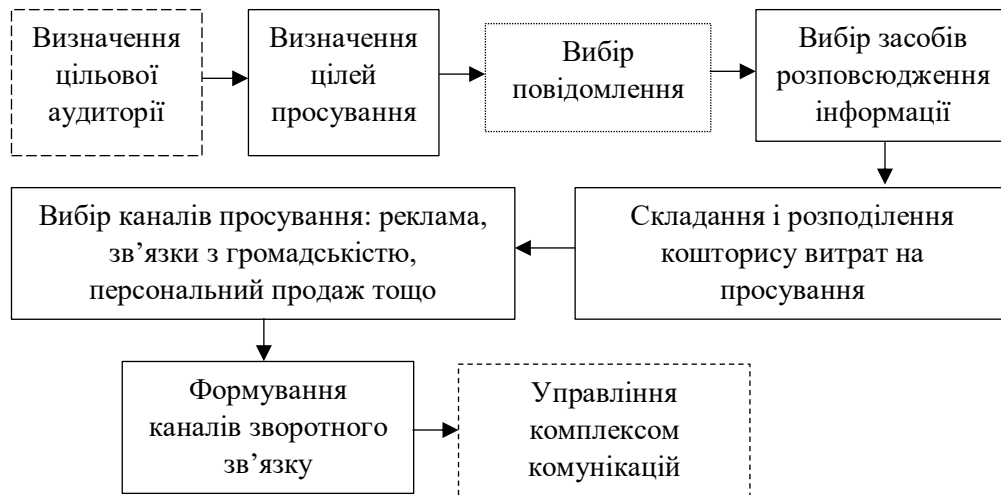 Визначення
цільової
аудиторії
Визначення
цілей
просування
Вибір
повідомлення
Вибір засобів
розповсюдження
інформації
Складання і розподілення
кошторису витрат на
просування
Вибір каналів просування: реклама,
зв’язки з громадськістю,
персональний продаж тощо
Формування
каналів зворотного
зв’язку
Управління
комплексом
комунікацій